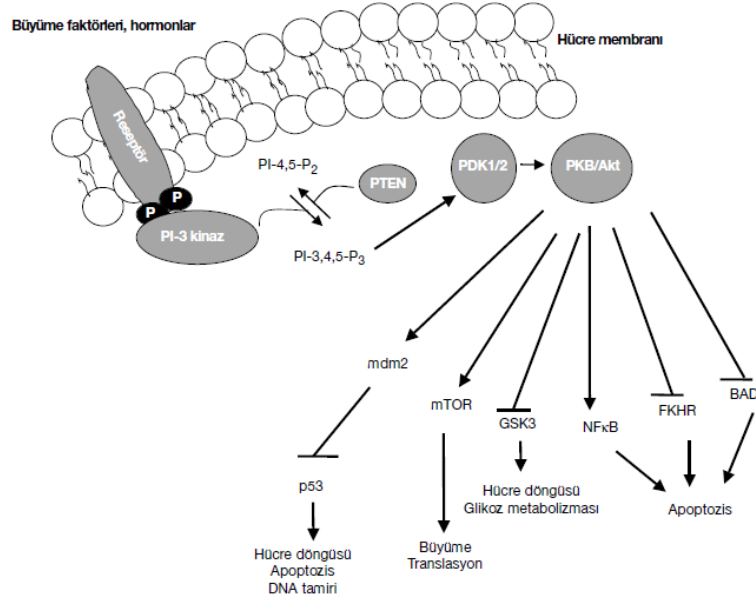 Büyüme faktörleri, hormonlar
Hücre membranı
Reseptör
P
P
PI-3 kinaz
PI-4,5-P2
PTEN
PI-3,4,5-P3
PDK1/2
PKB/Akt
mdm2
mTOR
GSK3
NFκB
FKHR
BAD
p53
Hücre döngüsü
Glikoz metabolizması
Apoptozis
Hücre döngüsü
Apoptozis
DNA tamiri
Büyüme
Translasyon